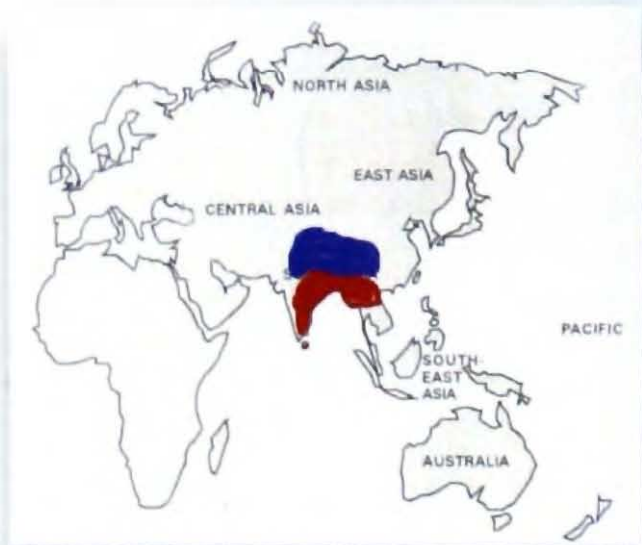 NORTH ASIA
EAST ASIA
CENTRAL ASIA
PACIFIC
SOUTH-
EAST
ASIA
AUSTRALIA